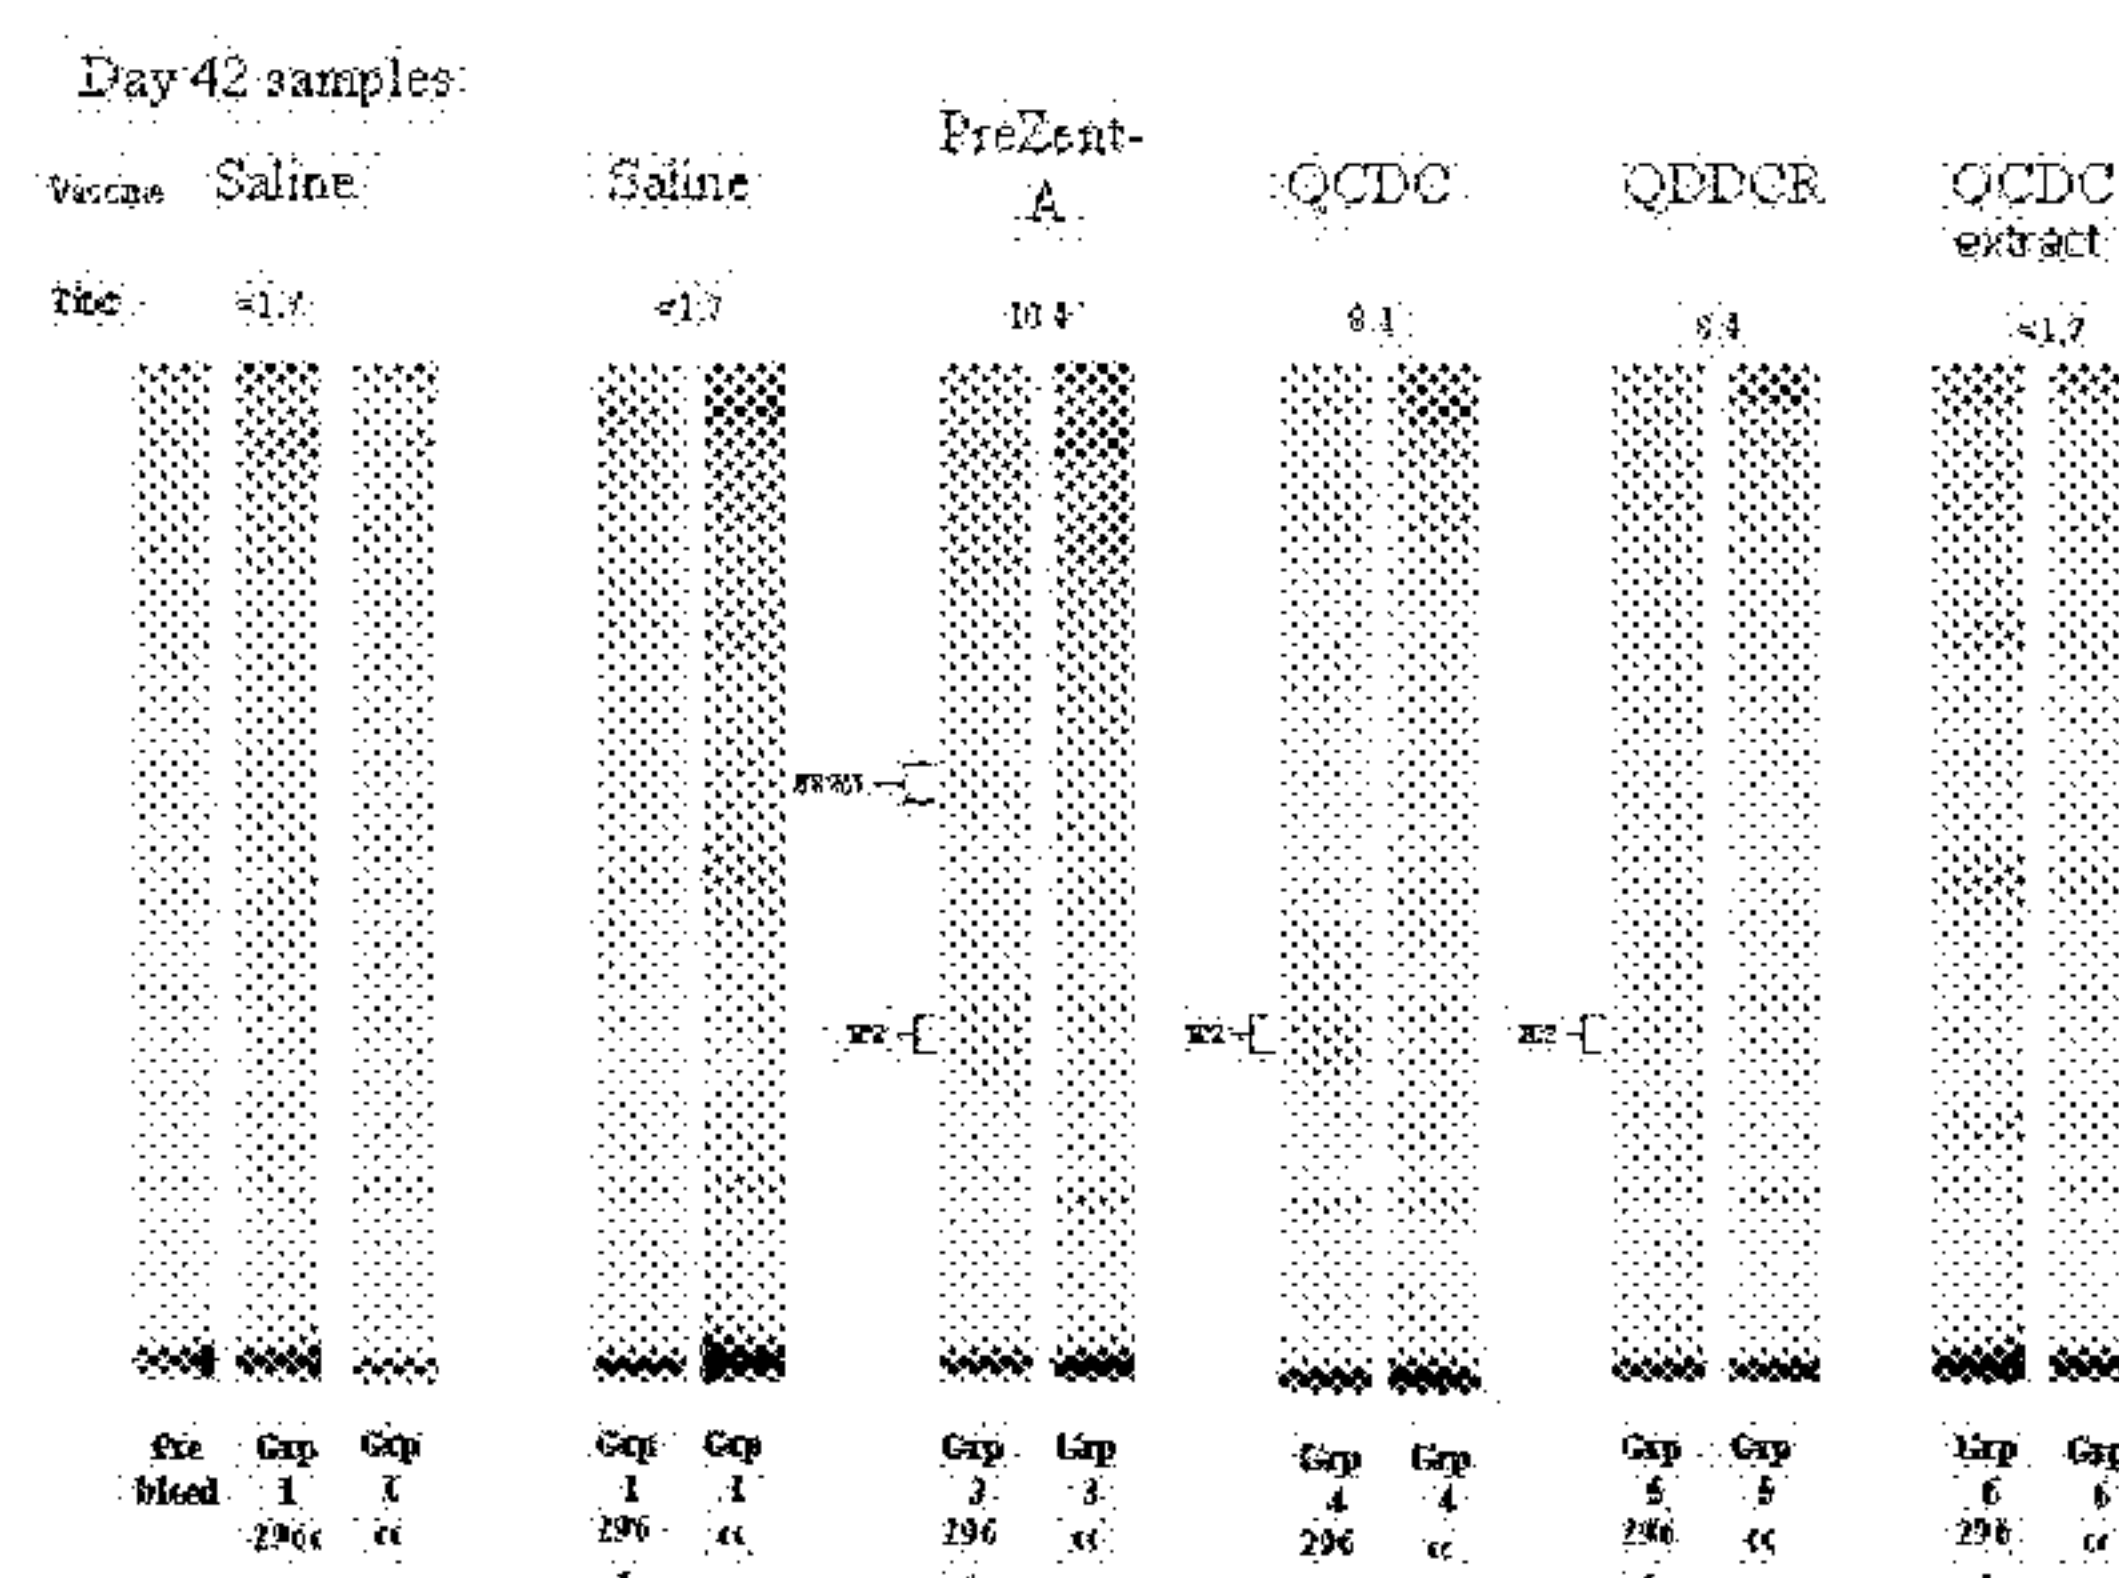 Day 42 samples
Vaccine Saline Saline PreZent-A QCDC QDDCR QCDC extract
Titer <1.7 <1.7 10.4 8.4 <1.7
Pre bleed Grp 1 Grp 1 Grp 1 Grp 1 Grp 3 Grp 3 Grp 4 Grp 4 Grp 5 Grp 5 Grp 6 Grp 6
296 cc 296 cc 296 cc 296 cc 296 cc